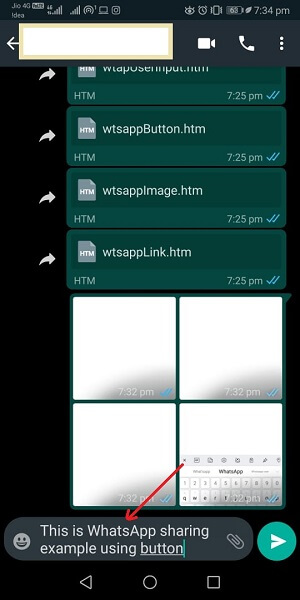 Jio 4G
Idea
63
7:34 pm
wtapUserInput.htm
HTM
7:25 pm
HTM
wtsappButton.htm
HTM
7:25 pm
HTM
wtsappImage.htm
HTM
7:25 pm
HTM
wtsappLink.htm
HTM
7:25 pm
7:32 pm
7:32 pm
WhatsApp
7:32 pm
7:32 pm
This is WhatsApp sharing
example using button